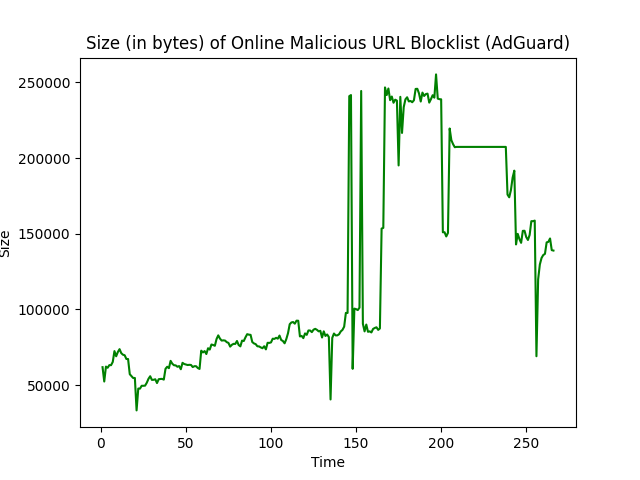 Size (in bytes) of Online Malicious URL Blocklist (AdGuard)
250000
200000
150000
100000
50000
Size
0 50 100 150 200 250
Time